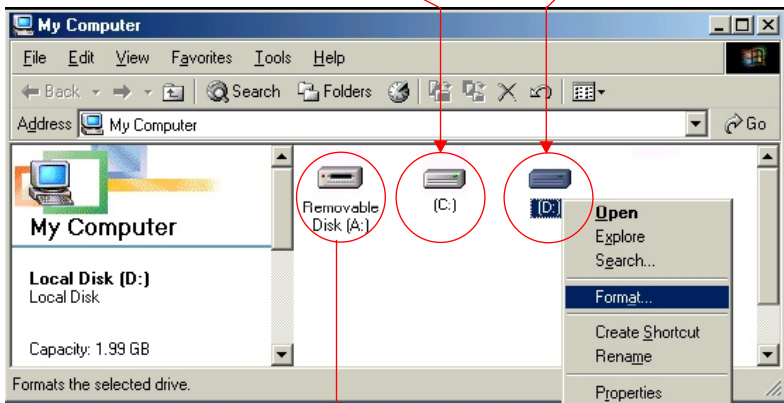 My Computer
File Edit View Favorites Tools Help
Back Search Folders
Address My Computer Go
My Computer
Local Disk (D:)
Local Disk
Capacity: 1.99 GB
Removable
Disk (A:)
(C:)
(D:)
Open
Explore
Search...
Format...
Create Shortcut
Rename
Properties
Formats the selected drive.